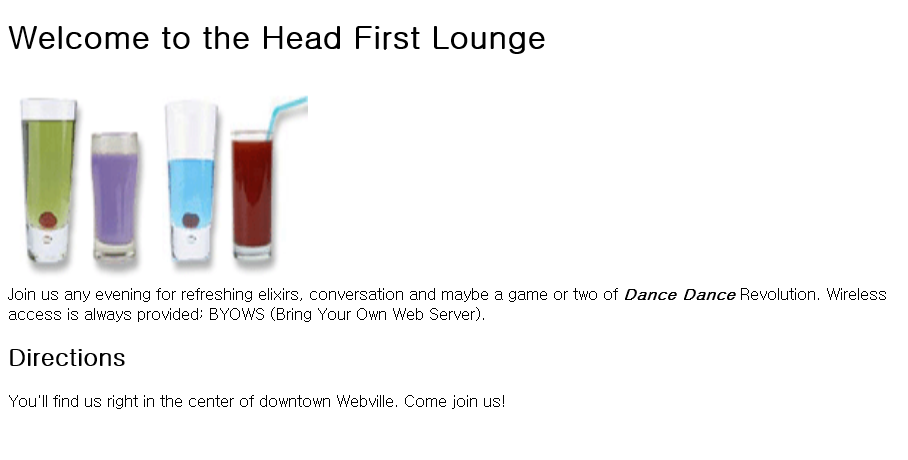 Welcome to the Head First Lounge
Join us any evening for refreshing elixirs, conversation and maybe a game or two of Dance Dance Revolution. Wireless
access is always provided; BYOWS (Bring Your Own Web Server).
Directions
You'll find us right in the center of downtown Webville. Come join us!